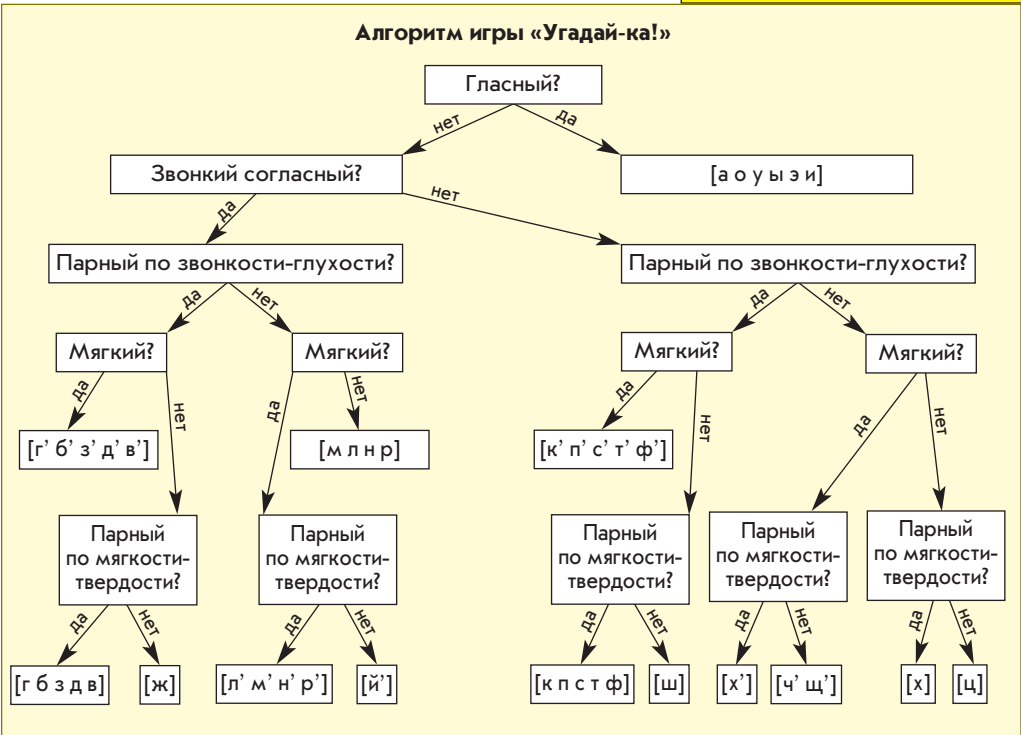 Алгоритм игры «Угадай-ка!»
Гласный?
нет
да
Звонкий согласный?
[а о у ы э и]
да
нет
Парный по звонкости-глухости?
Парный по звонкости-глухости?
да
нет
да
нет
Мягкий?
Мягкий?
Мягкий?
Мягкий?
да
нет
да
нет
да
нет
да
нет
[г’ б’ з’ д’ в’]
[м л н р]
[к’ п’ с’ т’ ф’]
Парный
по мягкости-
твердости?
Парный
по мягкости-
твердости?
Парный
по мягкости-
твердости?
Парный
по мягкости-
твердости?
Парный
по мягкости-
твердости?
да
нет
да
нет
да
нет
да
нет
да
нет
[г б з д в]
[ж]
[л’ м’ н’ р’]
[й’]
[к п с т ф]
[ш]
[х’]
[ч’ щ’]
[х]
[ц]